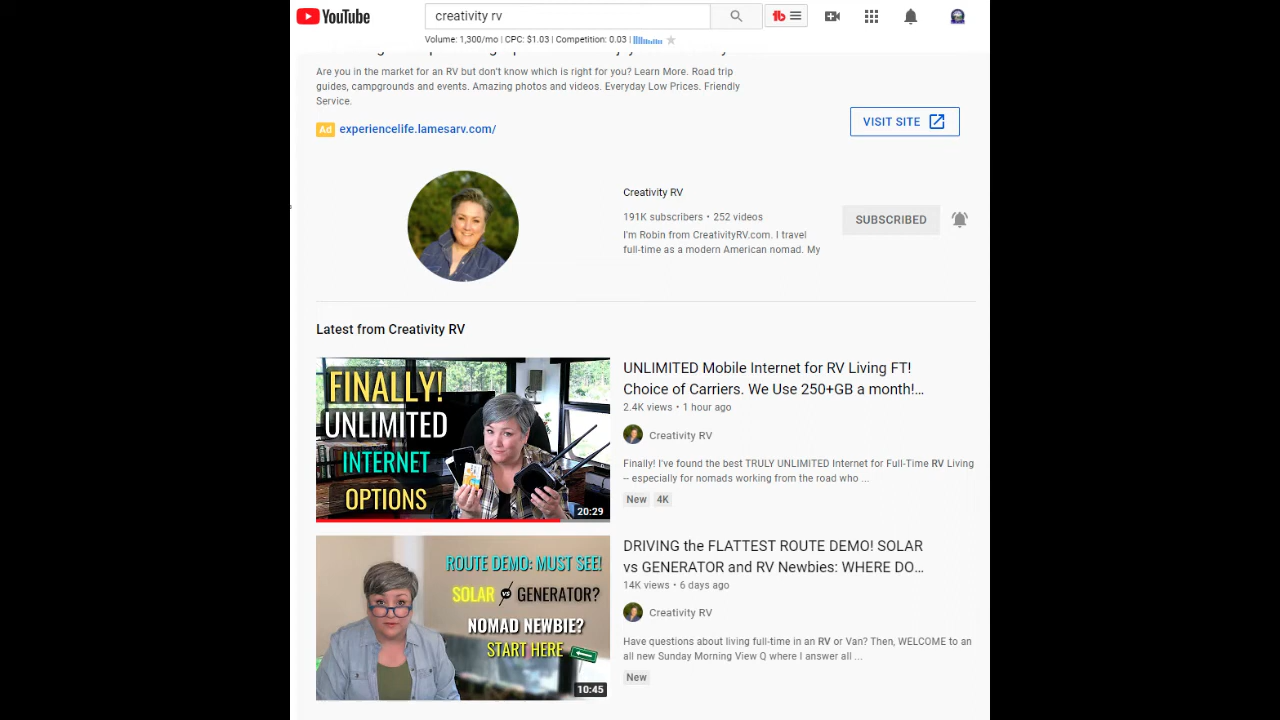 YouTube
creativity rv
Volume: 1,300/mo | CPC: $1.03 | Competition: 0.03
Are you in the market for an RV but don't know which is right for you? Learn More. Road trip
guides, campgrounds and events. Amazing photos and videos. Everyday Low Prices. Friendly
Service.
Ad experiencelife.lamesarv.com/
VISIT SITE
Creativity RV
191K subscribers • 252 videos
I'm Robin from CreativityRV.com. I travel
full-time as a modern American nomad. My
SUBSCRIBED
Latest from Creativity RV
FINALLY!
UNLIMITED
INTERNET
OPTIONS
20:29
UNLIMITED Mobile Internet for RV Living FT!
Choice of Carriers. We Use 250+GB a month!...
2.4K views • 1 hour ago
Creativity RV
Finally! I've found the best TRULY UNLIMITED Internet for Full-Time RV Living
-- especially for nomads working from the road who ...
New 4K
ROUTE DEMO: MUST SEE!
SOLAR VS GENERATOR?
NOMAD NEWBIE?
START HERE
10:45
DRIVING the FLATTEST ROUTE DEMO! SOLAR
vs GENERATOR and RV Newbies: WHERE DO...
14K views • 6 days ago
Creativity RV
Have questions about living full-time in an RV or Van? Then, WELCOME to an
all new Sunday Morning View Q where I answer all ...
New